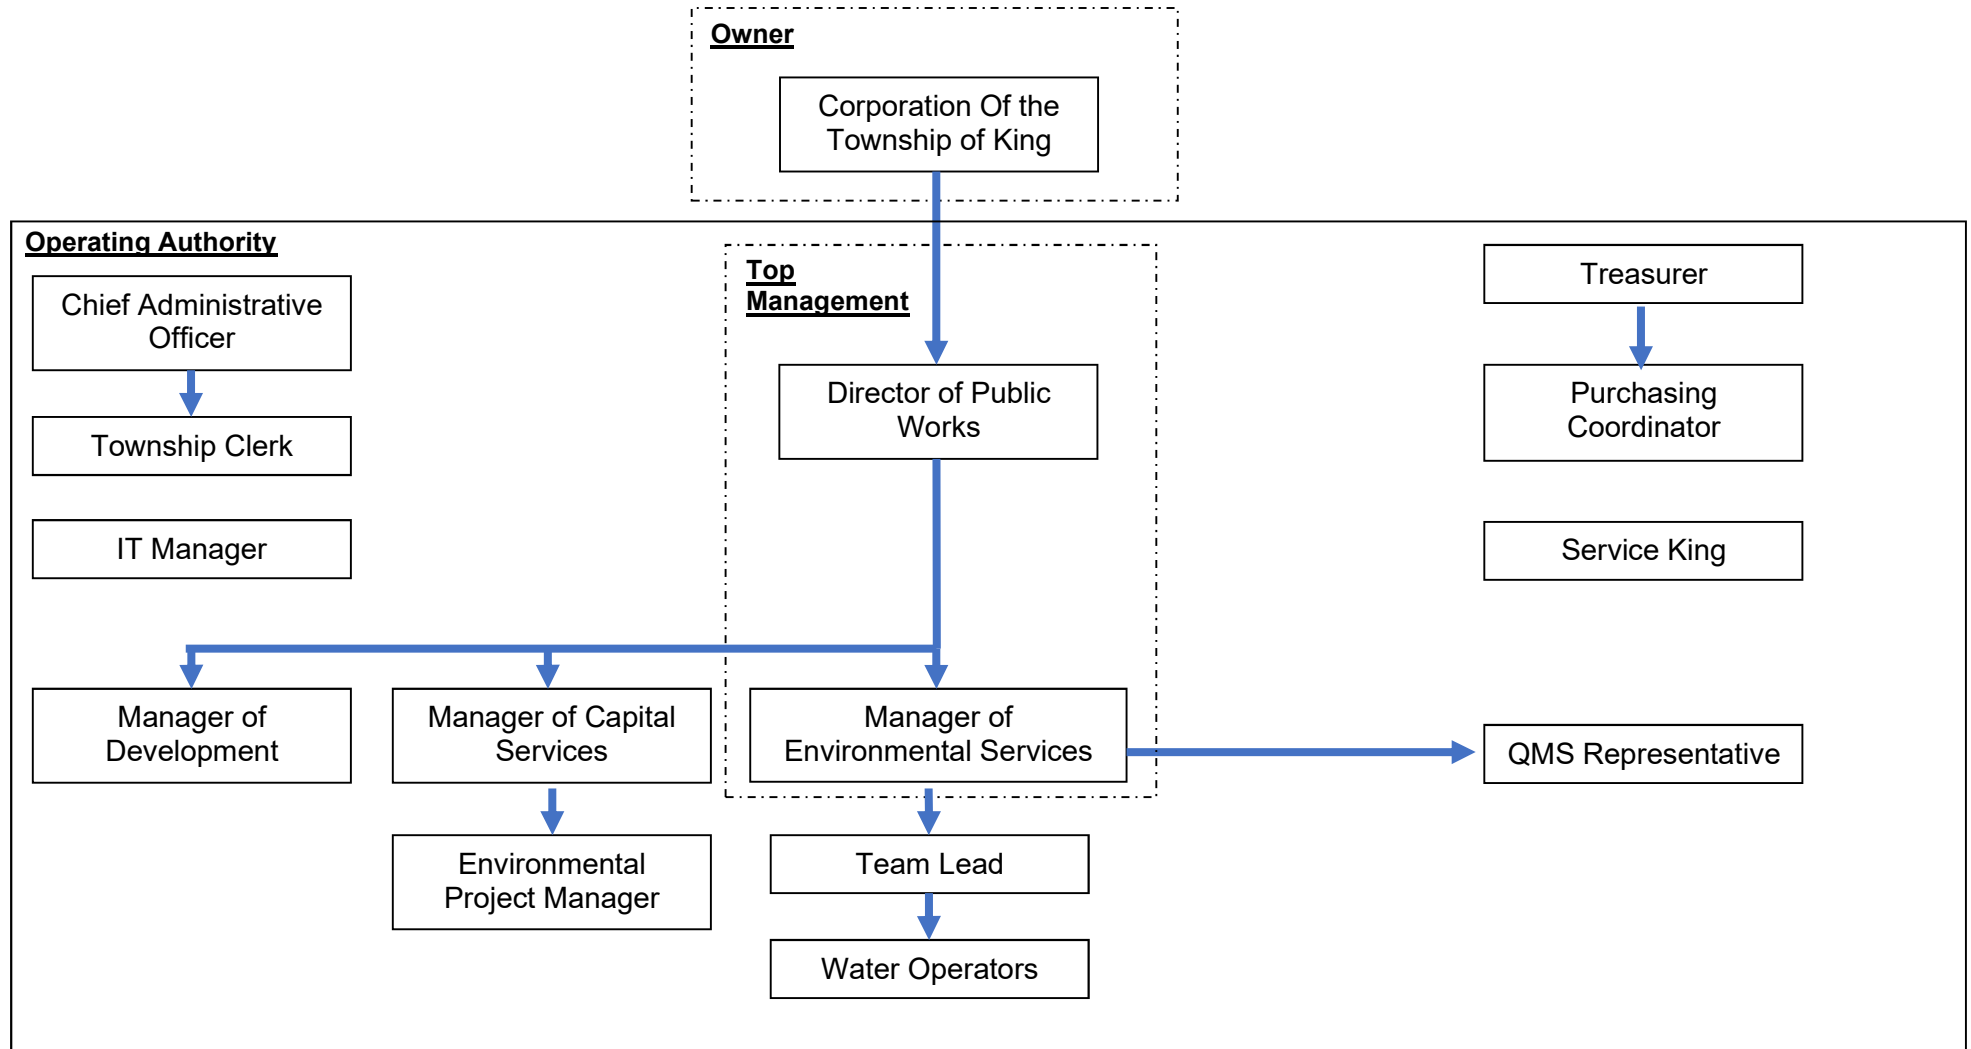 Owner
Corporation Of the
Township of King
Operating Authority
Chief Administrative
Officer
Township Clerk
IT Manager
Top
Management
Director of Public
Works
Treasurer
Purchasing
Coordinator
Service King
Manager of
Development
Manager of Capital
Services
Manager of
Environmental Services
QMS Representative
Environmental
Project Manager
Team Lead
Water Operators